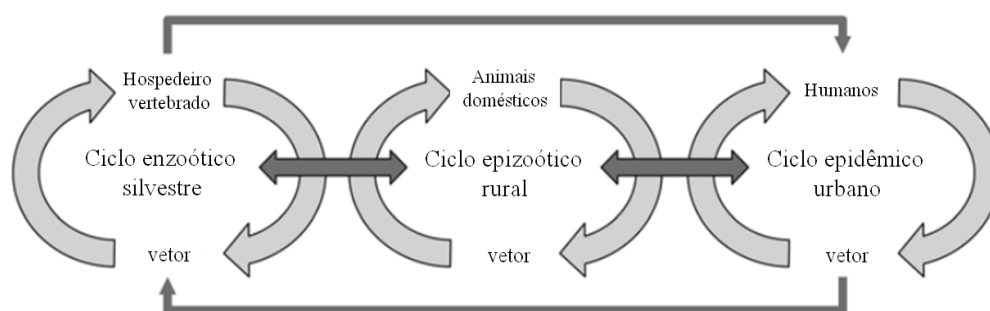 Hospedeiro
vertebrado
Animais
domésticos
Humanos
Ciclo enzoótico
silvestre
Ciclo epizoótico
rural
Ciclo epidêmico
urbano
vetor
vetor
vetor